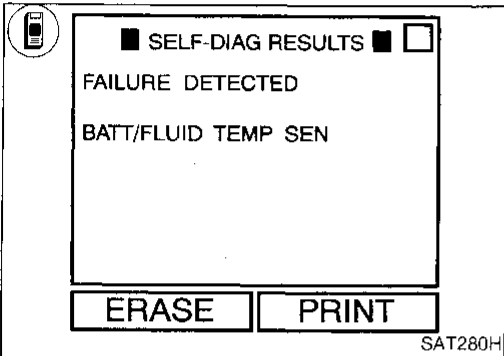 ■ SELF-DIAG RESULTS ■ □
FAILURE DETECTED
BATT/FLUID TEMP SEN
ERASE PRINT
SAT280H